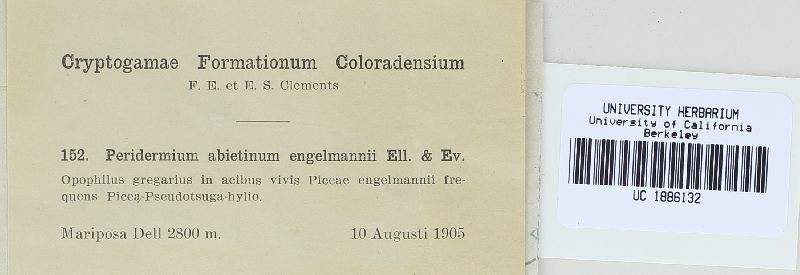 Cryptogamae Formationum Coloradensium
F. E. et E. S. Clements
152. Peridermium abietinum engelmannii Ell. & Ev.
Opophilus gregarius in acibus vivis Piceae engelmannii fre-
quens Picea-Pseudotsuga-hylio.
Mariposa Dell 2800 m. 10 Augusti 1905
UNIVERSITY HERBARIUM
University of California
Berkeley
UC 1886132